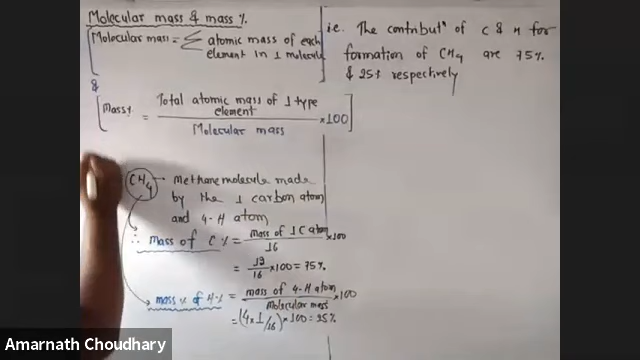 Molecular mass & mass %.
Molecular mass = Σ atomic mass of each
element in 1 molecule
&
Mass % = Total atomic mass of 1 type
element
Molecular mass × 100
CH4 → Methane molecule made
by the 1 carbon atom
and 4-H atom
∴ Mass of C % = mass of 1 C atom
16 × 100
= 12/16 × 100 = 75%
mass % of H % = mass of 4-H atom
Molecular mass × 100
= (4 × 1/16) × 100 = 25%
i.e. The contribuⁿ of C & H for
formation of CH4 are 75%
& 25% respectively
Amarnath Choudhary